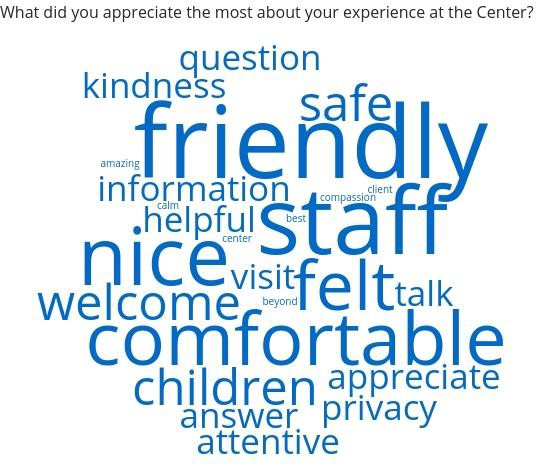 What did you appreciate the most about your experience at the Center?
question
kindness
safe
friendly
amazing
information
client
compassion
calm
helpful
best
staff
center
nice
visit
felt
talk
beyond
welcome
comfortable
children
appreciate
answer
privacy
attentive